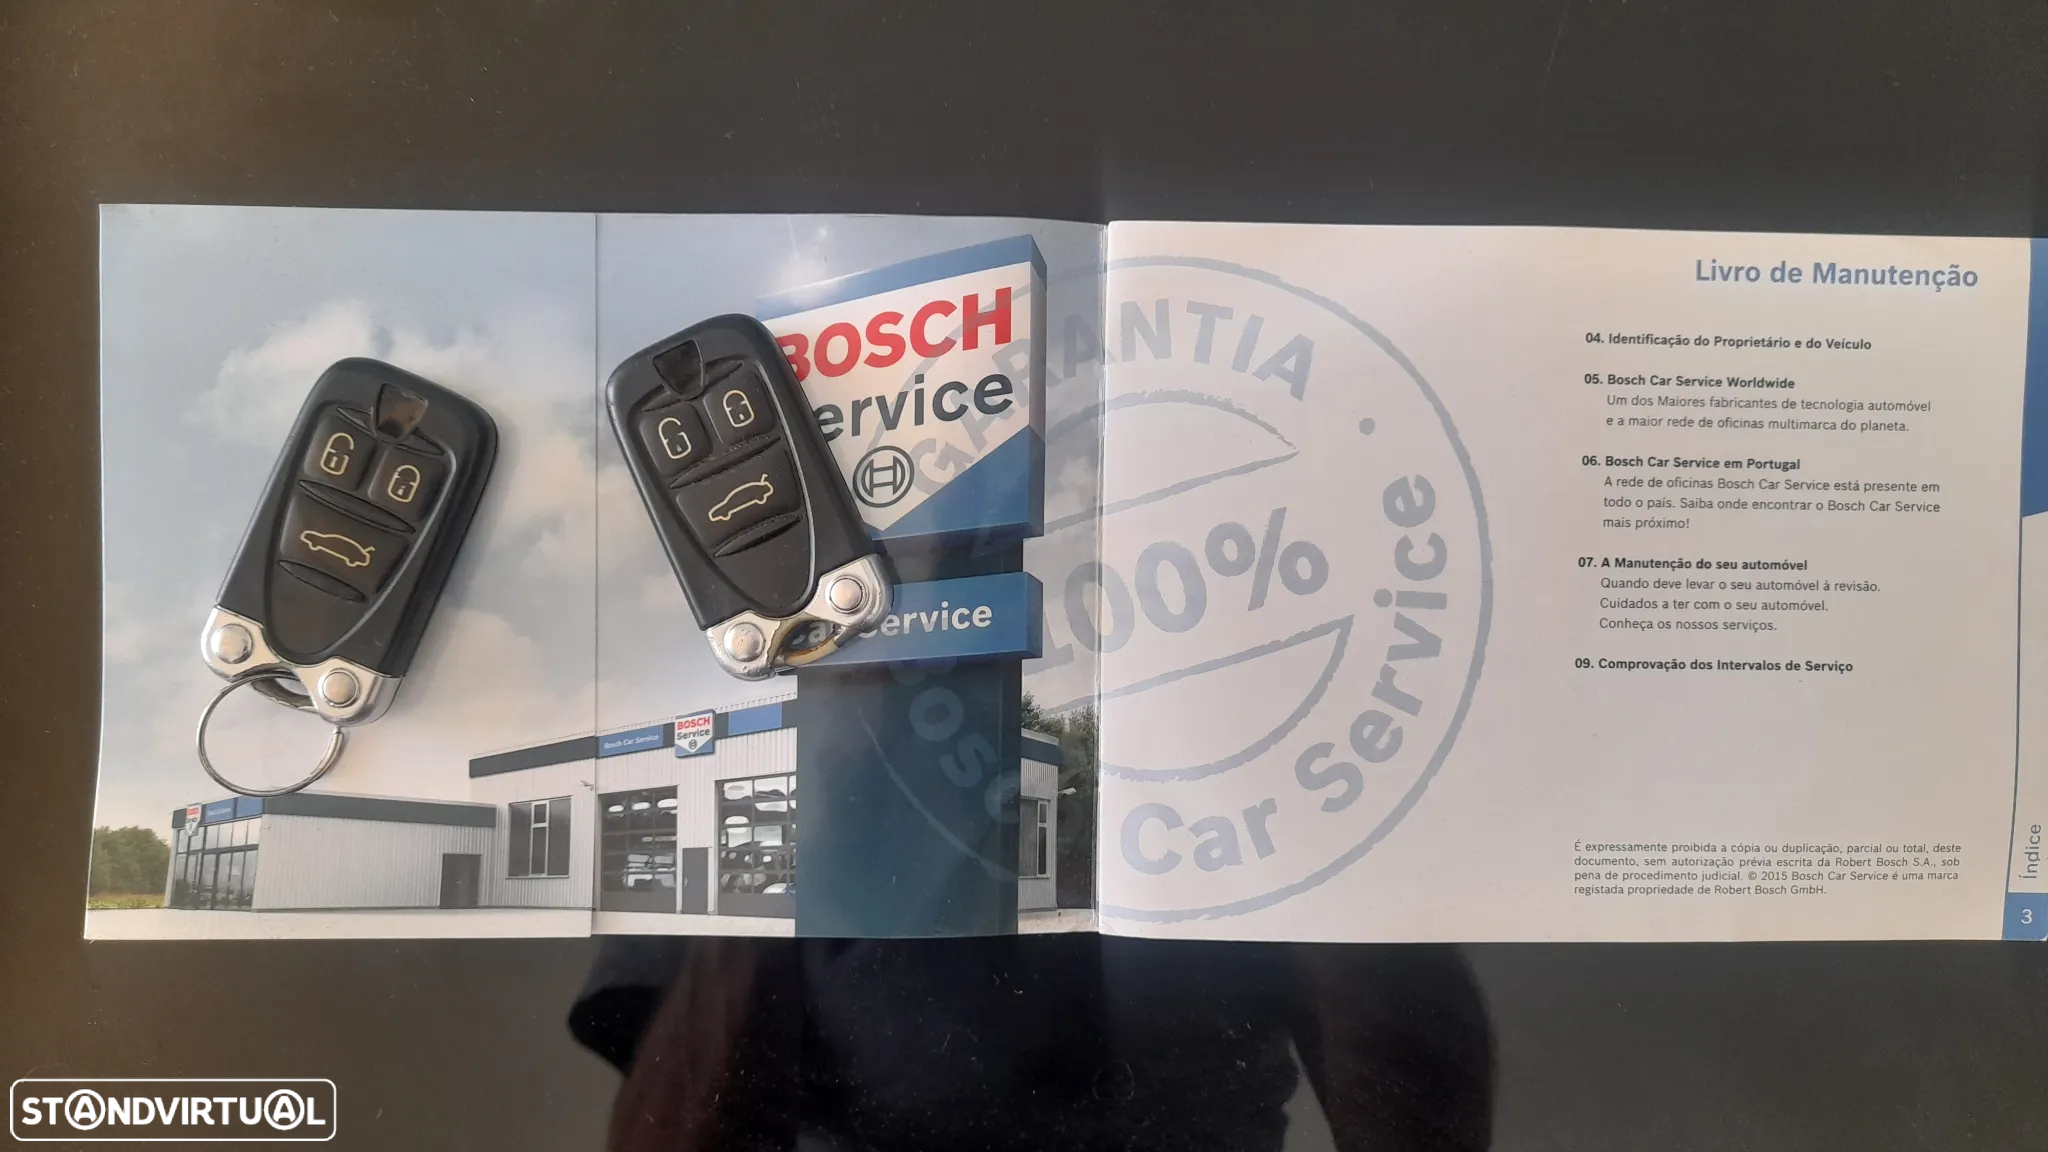 BOSCH
ervice
Car Service
Bosch Car Service
BOSCH
Service
BOSCH
GARANTIA
100%
Bosch Car Service
Livro de Manutenção
04. Identificação do Proprietário e do Veículo
05. Bosch Car Service Worldwide
Um dos Maiores fabricantes de tecnologia automóvel
e a maior rede de oficinas multimarca do planeta.
06. Bosch Car Service em Portugal
A rede de oficinas Bosch Car Service está presente em
todo o país. Saiba onde encontrar o Bosch Car Service
mais próximo!
07. A Manutenção do seu automóvel
Quando deve levar o seu automóvel à revisão.
Cuidados a ter com o seu automóvel.
Conheça os nossos serviços.
09. Comprovação dos Intervalos de Serviço
É expressamente proibida a cópia ou duplicação, parcial ou total, deste
documento, sem autorização prévia escrita da Robert Bosch S.A., sob
pena de procedimento judicial. © 2015 Bosch Car Service é uma marca
registada propriedade de Robert Bosch GmbH.
Índice
3
STANDVIRTUAL